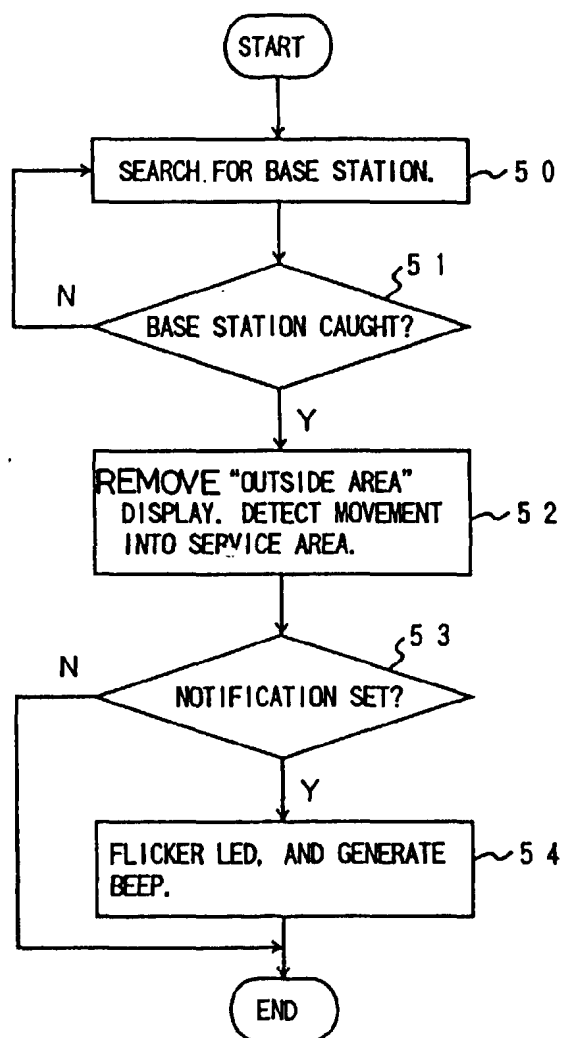 START
SEARCH FOR BASE STATION.
50
51
N
BASE STATION CAUGHT?
Y
REMOVE "OUTSIDE AREA"
DISPLAY. DETECT MOVEMENT
INTO SERVICE AREA.
52
53
N
NOTIFICATION SET?
Y
FLICKER LED, AND GENERATE
BEEP.
54
END